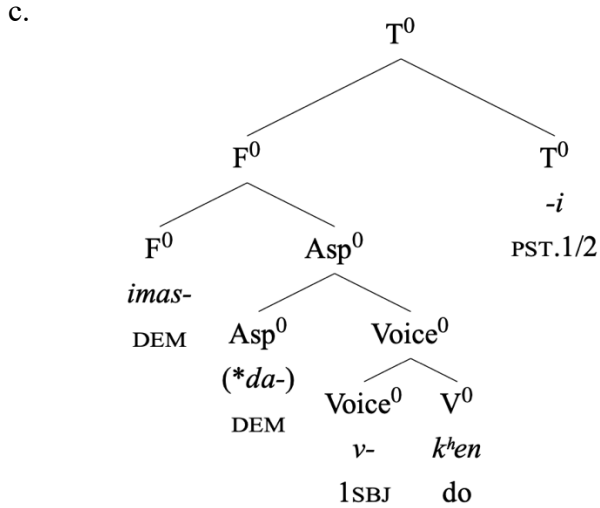 c.
T⁰
F⁰ T⁰
-i
F⁰ Asp⁰ PST.1/2
imas-
DEM Asp⁰ Voice⁰
(*da-)
DEM Voice⁰ V⁰
v- kʰen
1SBJ do